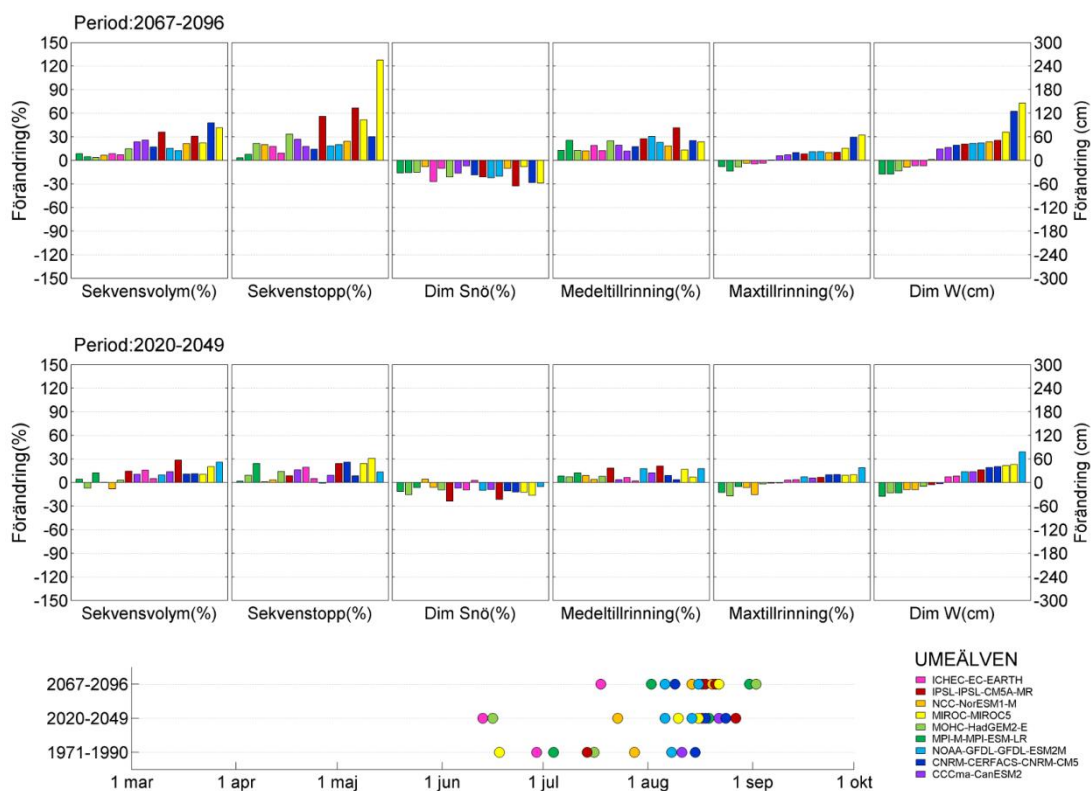 Period:2067-2096
150
120
90
60
30
0
-30
-60
-90
-120
-150
Förändring(%)
300
240
180
120
60
0
-60
-120
-180
-240
-300
Förändring (cm)
Sekvensvolym(%) Sekvenstopp(%) Dim Snö(%) Medeltillrinning(%) Maxtillrinning(%) Dim W(cm)
Period:2020-2049
150
120
90
60
30
0
-30
-60
-90
-120
-150
Förändring(%)
300
240
180
120
60
0
-60
-120
-180
-240
-300
Förändring (cm)
Sekvensvolym(%) Sekvenstopp(%) Dim Snö(%) Medeltillrinning(%) Maxtillrinning(%) Dim W(cm)
2067-2096
2020-2049
1971-1990
1 mar 1 apr 1 maj 1 jun 1 jul 1 aug 1 sep 1 okt
UMEÄLVEN
ICHEC-EC-EARTH
IPSL-IPSL-CM5A-MR
NCC-NorESM1-M
MIROC-MIROC5
MOHC-HadGEM2-E
MPI-M-MPI-ESM-LR
NOAA-GFDL-GFDL-ESM2M
CNRM-CERFACS-CNRM-CM5
CCCma-CanESM2